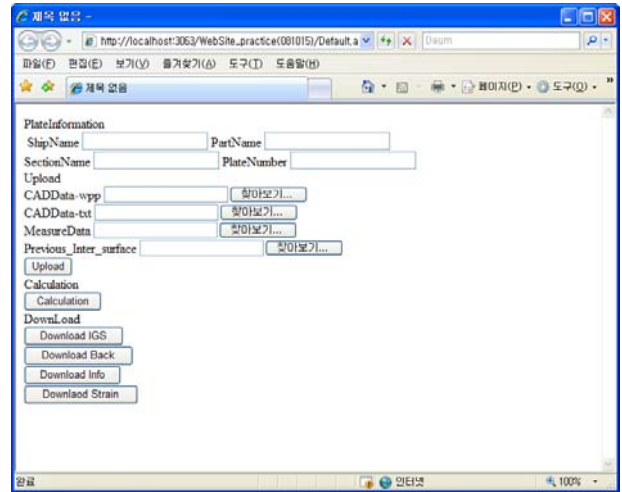 제목 없음 -
http://localhost:3063/WebSite_practice(081015)/Default.a
Daum
파일(F) 편집(E) 보기(V) 즐겨찾기(A) 도구(T) 도움말(H)
제목 없음
페이지(P) 도구(O) »
PlateInformation
ShipName PartName
SectionName PlateNumber
Upload
CADData-wpp 찾아보기...
CADData-txt 찾아보기...
MeasureData 찾아보기...
Previous_Inter_surface 찾아보기...
Upload
Calculation
Calculation
DownLoad
Download IGS
Download Back
Download Info
Downlaod Strain
완료 인터넷 100%